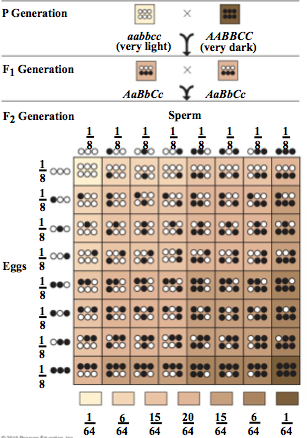 P Generation
×
aabbcc
(very light)
AABBCC
(very dark)
F1 Generation
×
AaBbCc
AaBbCc
F2 Generation
Sperm
1/8 1/8 1/8 1/8 1/8 1/8 1/8 1/8
1/8
1/8
1/8
1/8
Eggs
1/8
1/8
1/8
1/8
1/64 6/64 15/64 20/64 15/64 6/64 1/64